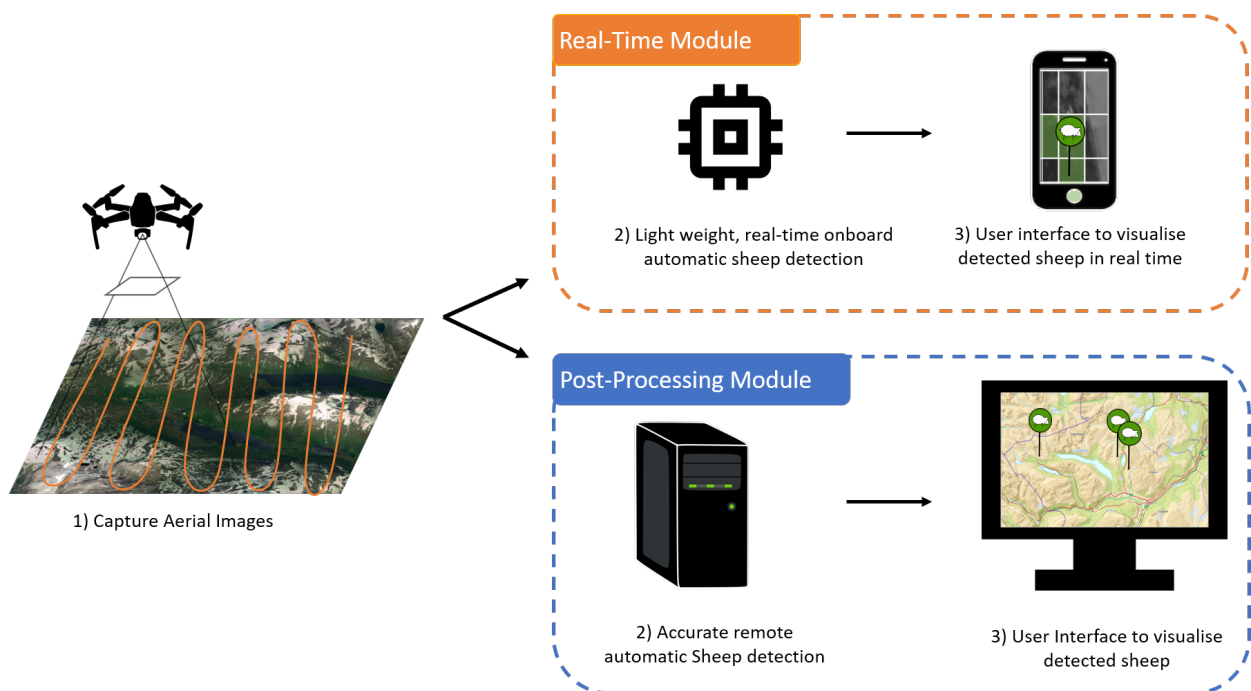 Real-Time Module
2) Light weight, real-time onboard
automatic sheep detection
3) User interface to visualise
detected sheep in real time
1) Capture Aerial Images
Post-Processing Module
2) Accurate remote
automatic Sheep detection
3) User Interface to visualise
detected sheep